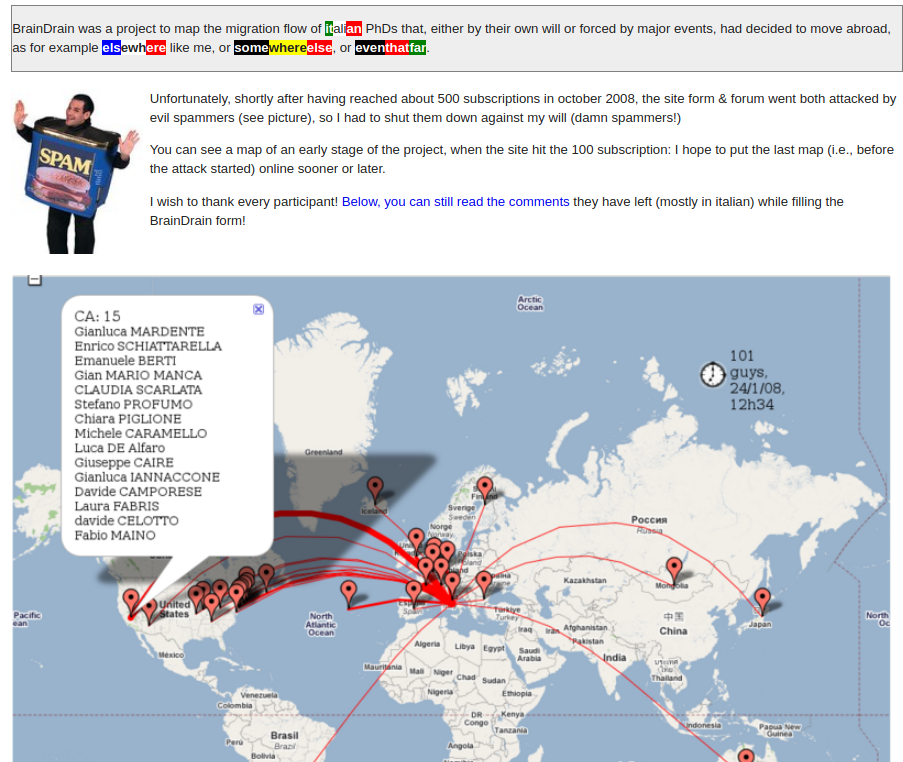 BrainDrain was a project to map the migration flow of italian PhDs that, either by their own will or forced by major events, had decided to move abroad,
as for example elsewhere like me, or somewhereelse, or eventhatfar.
Unfortunately, shortly after having reached about 500 subscriptions in october 2008, the site form & forum went both attacked by
evil spammers (see picture), so I had to shut them down against my will (damn spammers!)
SPAM
You can see a map of an early stage of the project, when the site hit the 100 subscription: I hope to put the last map (i.e., before
the attack started) online sooner or later.
I wish to thank every participant! Below, you can still read the comments they have left (mostly in italian) while filling the
BrainDrain form!
CA: 15
Gianluca MARDENTE
Enrico SCHIATTARELLA
Emanuele BERTI
Gian MARIO MANCA
CLAUDIA SCARLATA
Stefano PROFUMO
Chiara PIGLIONE
Michele CARAMELLO
Luca DE Alfaro
Giuseppe CAIRE
Gianluca IANNACCONE
Davide CAMPORESE
Laura FABRIS
davide CELOTTO
Fabio MAINO
Arctic
Ocean
101
guys,
24/1/08,
12h34
Greenland
Iceland
Sverige
Sweden
Norge
Norway
Россия
Russia
Polska
Poland
Kazakhstan
Mongolia
United
States
Pacific
North
Atlantic
Ocean
España
Spain
Türkiye
Turkey
中国
China
Japan
North
México
Algeria
Libya
Egypt
Iraq
Iran
Afghanistan
Pakistan
Saudi
Arabia
India
Thailand
Mauritania
Mali
Niger
Chad
Sudan
Nigeria
Ethiopia
Venezuela
Colombia
DR
Congo
Kenya
Tanzania
Indonesia
Papua New
Guinea
Brasil
Brazil
Peru
Bolivia
Angola